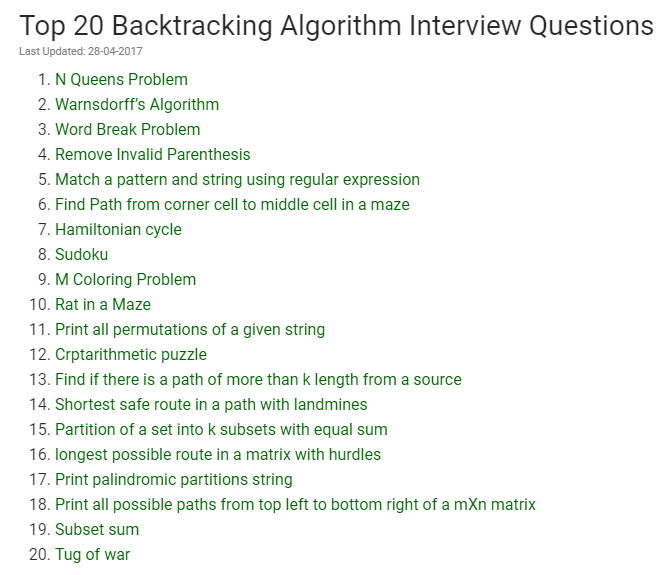 Top 20 Backtracking Algorithm Interview Questions
Last Updated: 28-04-2017
1. N Queens Problem
2. Warnsdorff’s Algorithm
3. Word Break Problem
4. Remove Invalid Parenthesis
5. Match a pattern and string using regular expression
6. Find Path from corner cell to middle cell in a maze
7. Hamiltonian cycle
8. Sudoku
9. M Coloring Problem
10. Rat in a Maze
11. Print all permutations of a given string
12. Crptarithmetic puzzle
13. Find if there is a path of more than k length from a source
14. Shortest safe route in a path with landmines
15. Partition of a set into k subsets with equal sum
16. longest possible route in a matrix with hurdles
17. Print palindromic partitions string
18. Print all possible paths from top left to bottom right of a mXn matrix
19. Subset sum
20. Tug of war